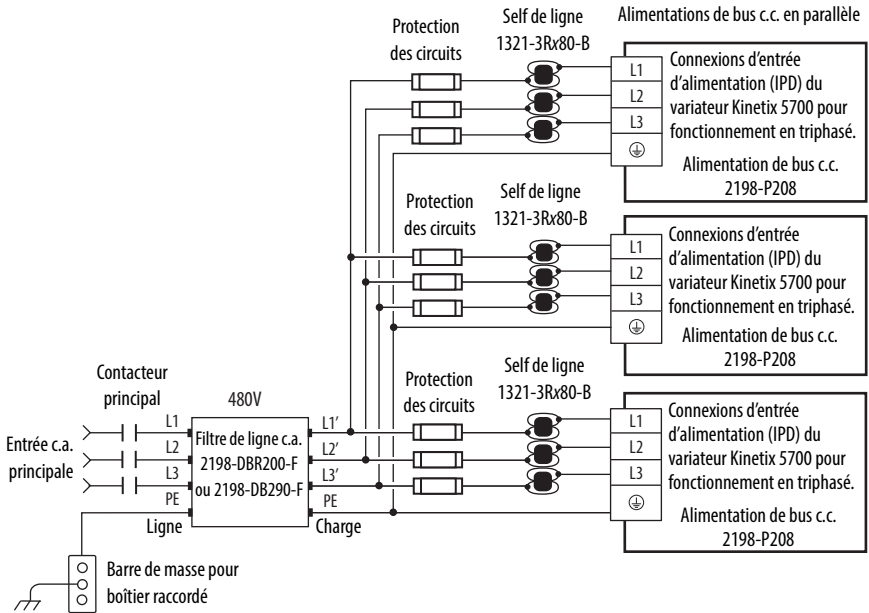 Alimentations de bus c.c. en parallèle
Protection
des circuits
Self de ligne
1321-3Rx80-B
L1
L2
L3
Connexions d'entrée
d'alimentation (IPD) du
variateur Kinetix 5700 pour
fonctionnement en triphasé.
Alimentation de bus c.c.
2198-P208
Protection
des circuits
Self de ligne
1321-3Rx80-B
L1
L2
L3
Connexions d'entrée
d'alimentation (IPD) du
variateur Kinetix 5700 pour
fonctionnement en triphasé.
Alimentation de bus c.c.
2198-P208
Protection
des circuits
Self de ligne
1321-3Rx80-B
L1
L2
L3
Connexions d'entrée
d'alimentation (IPD) du
variateur Kinetix 5700 pour
fonctionnement en triphasé.
Alimentation de bus c.c.
2198-P208
Contacteur
principal
Entrée c.a.
principale
L1
L2
L3
PE
Ligne
480V
Filtre de ligne c.a.
2198-DBR200-F
ou 2198-DB290-F
L1'
L2'
L3'
PE
Charge
Barre de masse pour
boîtier raccordé